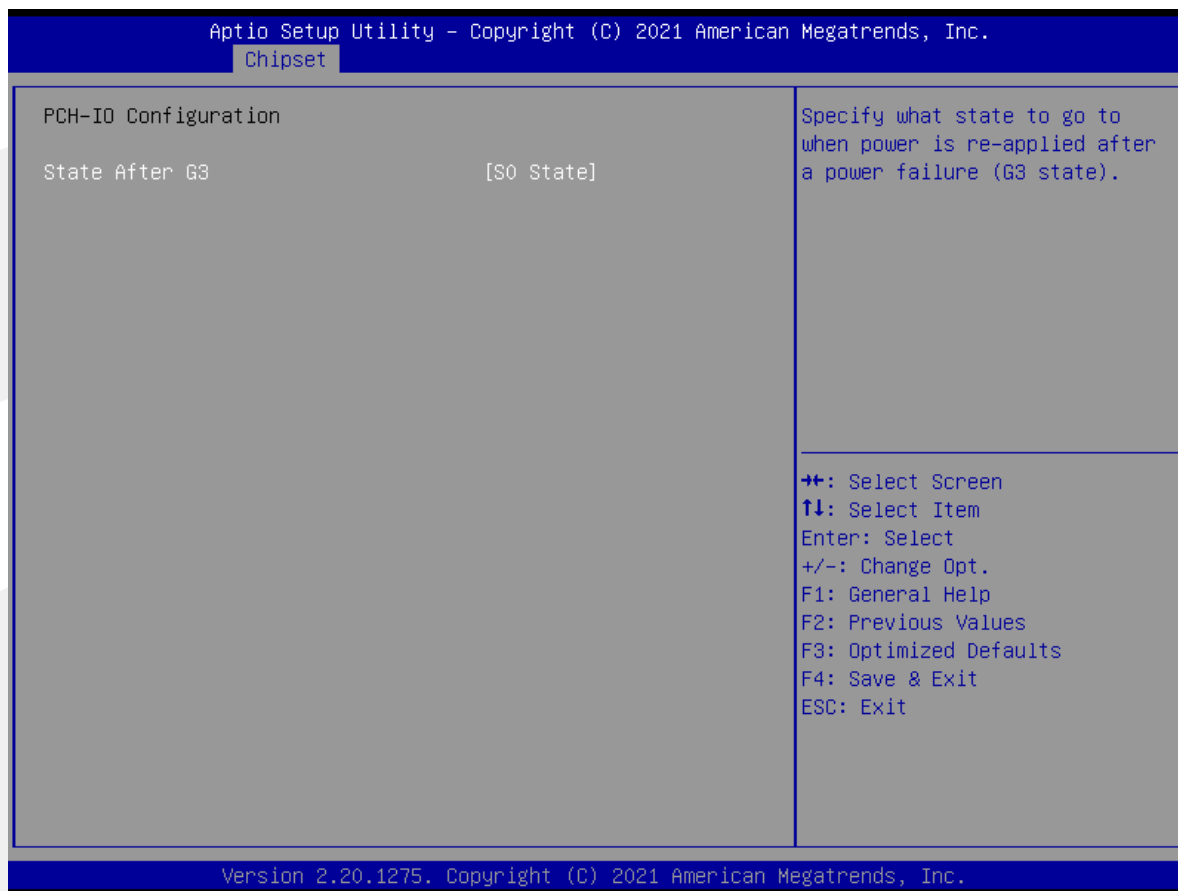 Aptio Setup Utility – Copyright (C) 2021 American Megatrends, Inc.
Chipset
PCH-IO Configuration
State After G3 [S0 State]
Specify what state to go to
when power is re-applied after
a power failure (G3 state).
→←: Select Screen
↑↓: Select Item
Enter: Select
+/-: Change Opt.
F1: General Help
F2: Previous Values
F3: Optimized Defaults
F4: Save & Exit
ESC: Exit
Version 2.20.1275. Copyright (C) 2021 American Megatrends, Inc.